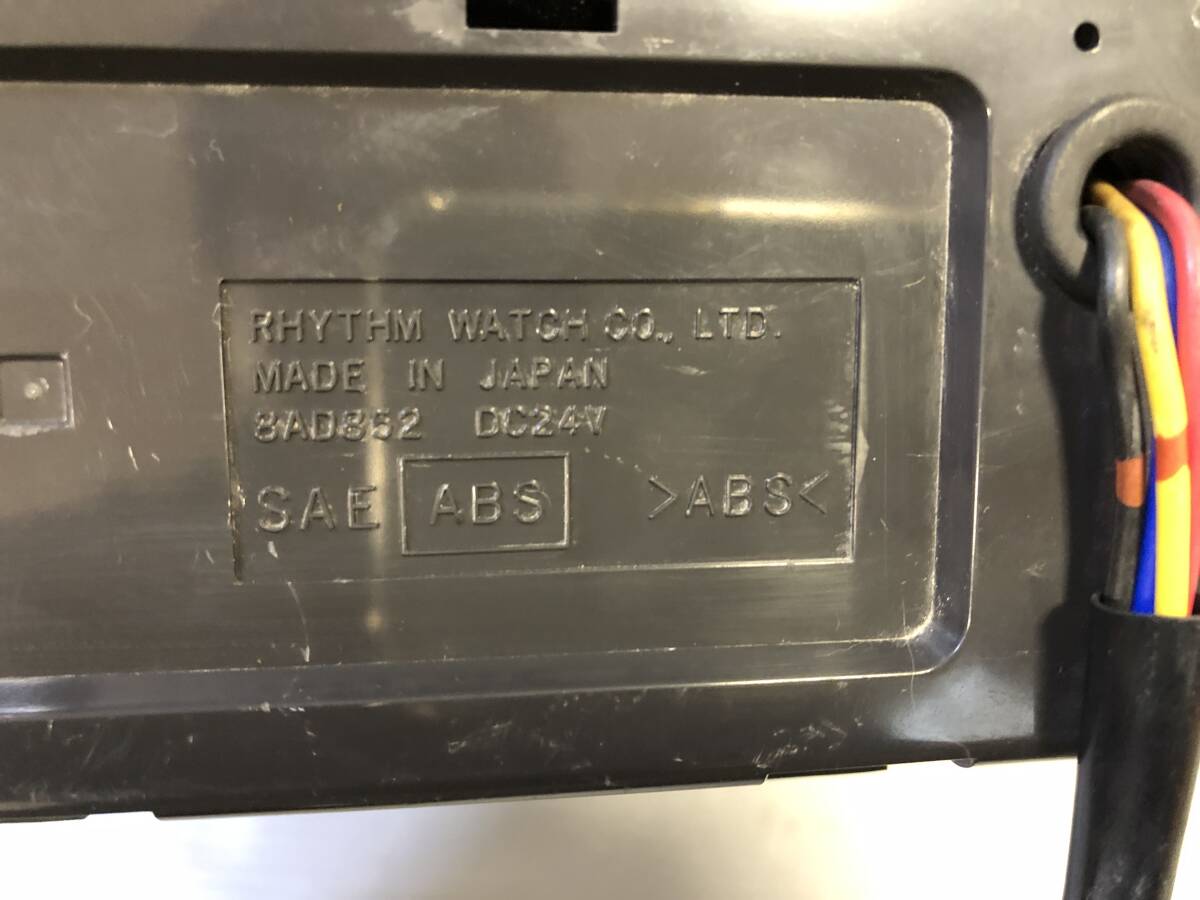 RHYTHM WATCH CO., LTD.
MADE IN JAPAN
8AD852 DC24V
SAE ABS >ABS<